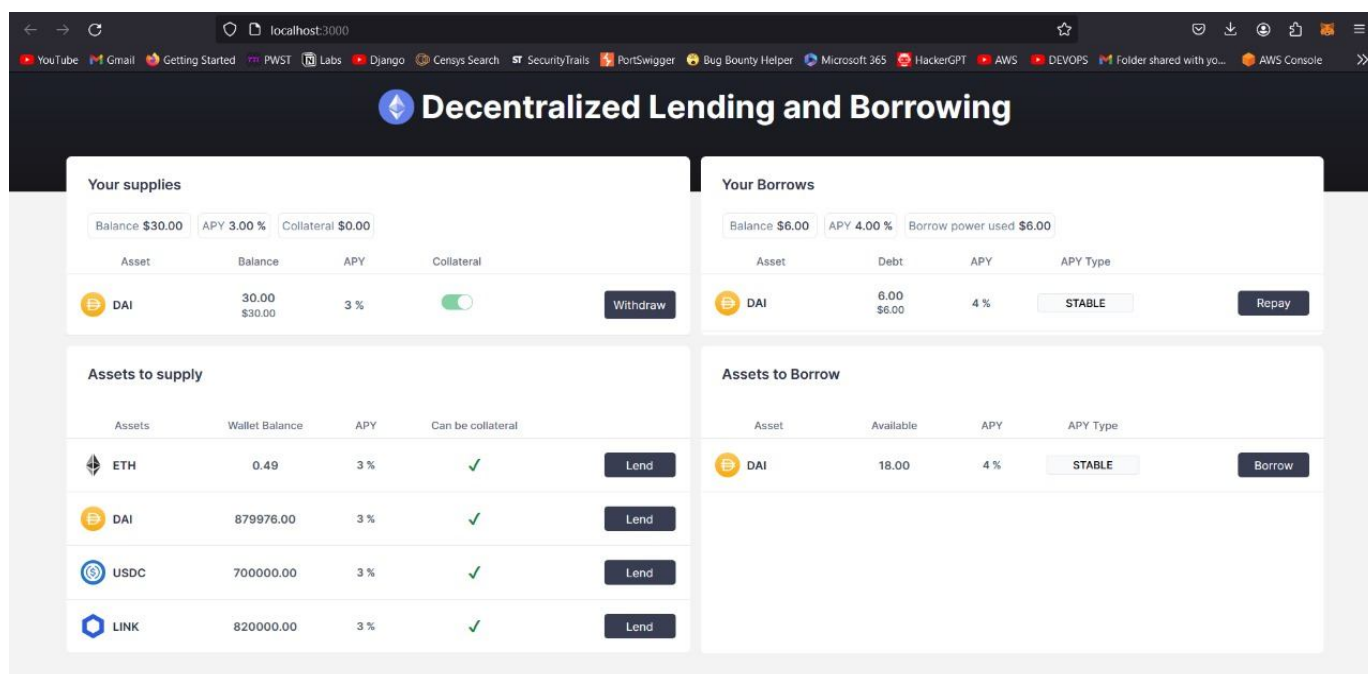 localhost:3000
YouTube Gmail Getting Started PWST Labs Django Censys Search ST SecurityTrails PortSwigger Bug Bounty Helper Microsoft 365 HackerGPT AWS DEVOPS Folder shared with yo... AWS Console
Decentralized Lending and Borrowing
Your supplies
Balance $30.00 APY 3.00 % Collateral $0.00
Asset Balance APY Collateral
DAI 30.00 3 % Withdraw
$30.00
Your Borrows
Balance $6.00 APY 4.00 % Borrow power used $6.00
Asset Debt APY APY Type
DAI 6.00 4 % STABLE Repay
$6.00
Assets to supply
Assets Wallet Balance APY Can be collateral
ETH 0.49 3 % Lend
DAI 879976.00 3 % Lend
USDC 700000.00 3 % Lend
LINK 820000.00 3 % Lend
Assets to Borrow
Asset Available APY APY Type
DAI 18.00 4 % STABLE Borrow